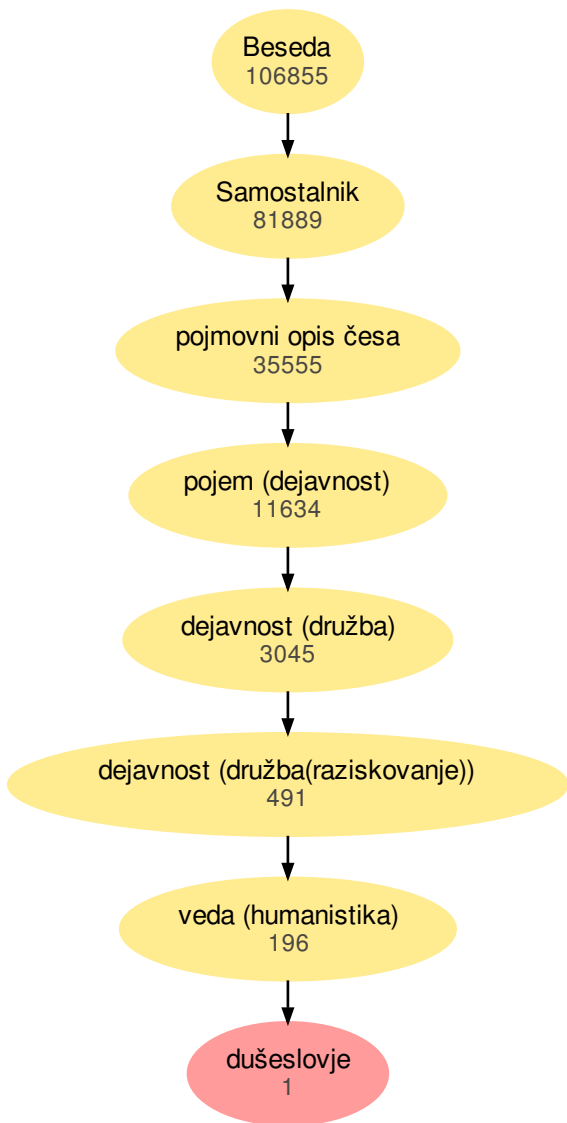 Beseda
106855
Samostalnik
81889
pojmovni opis česa
35555
pojem (dejavnost)
11634
dejavnost (družba)
3045
dejavnost (družba(raziskovanje))
491
veda (humanistika)
196
dušeslovje
1